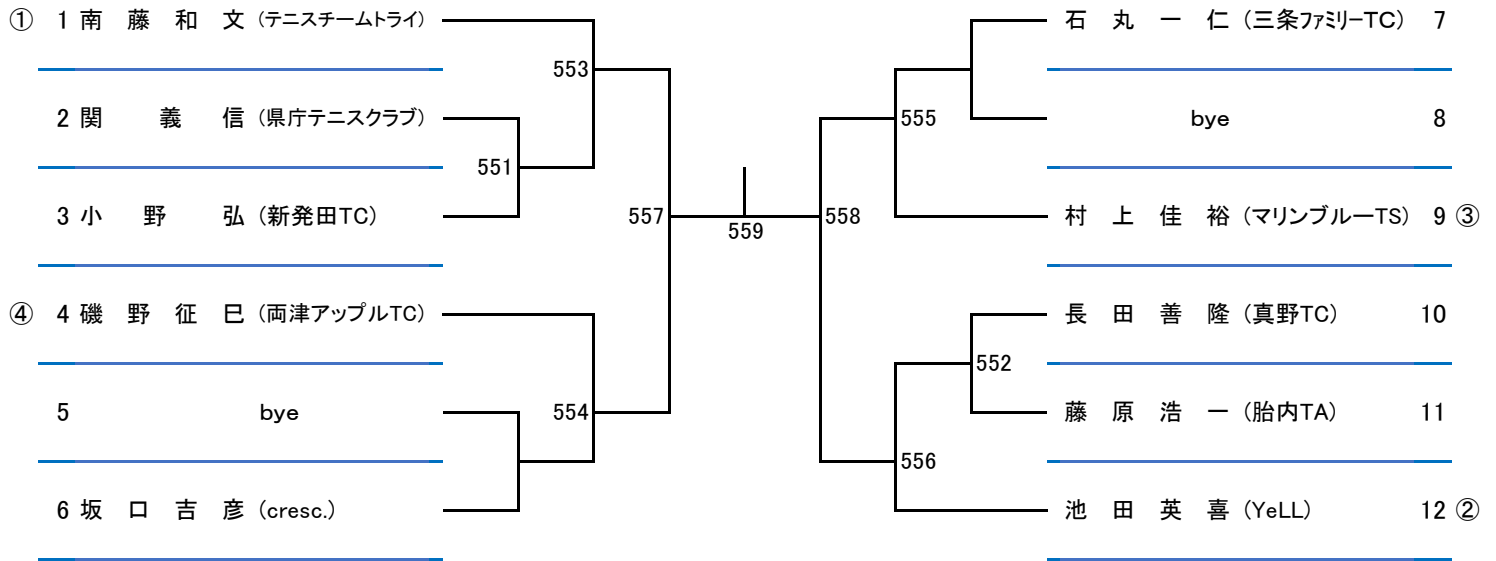 ① 1 南 藤 和 文 (テニスチームトライ)
553
2 関 義 信 (県庁テニスクラブ)
551
3 小 野 弘 (新発田TC)
557
④ 4 磯 野 征 巳 (両津アップルTC)
5 bye
554
6 坂 口 吉 彦 (cresc.)
559
石 丸 一 仁 (三条ファミリーTC) 7
555
bye 8
558
村 上 佳 裕 (マリンブルーTS) 9 ③
長 田 善 隆 (真野TC) 10
552
藤 原 浩 一 (胎内TA) 11
556
池 田 英 喜 (YeLL) 12 ②